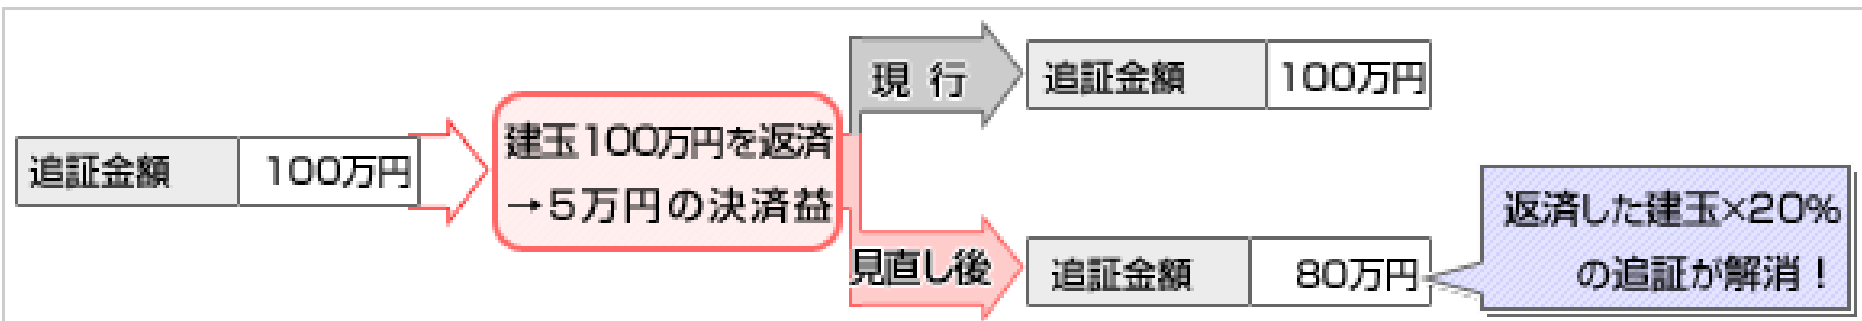 追証金額 100万円
建玉100万円を返済
→5万円の決済益
現 行
追証金額 100万円
見直し後
追証金額 80万円
返済した建玉×20%
の追証が解消！